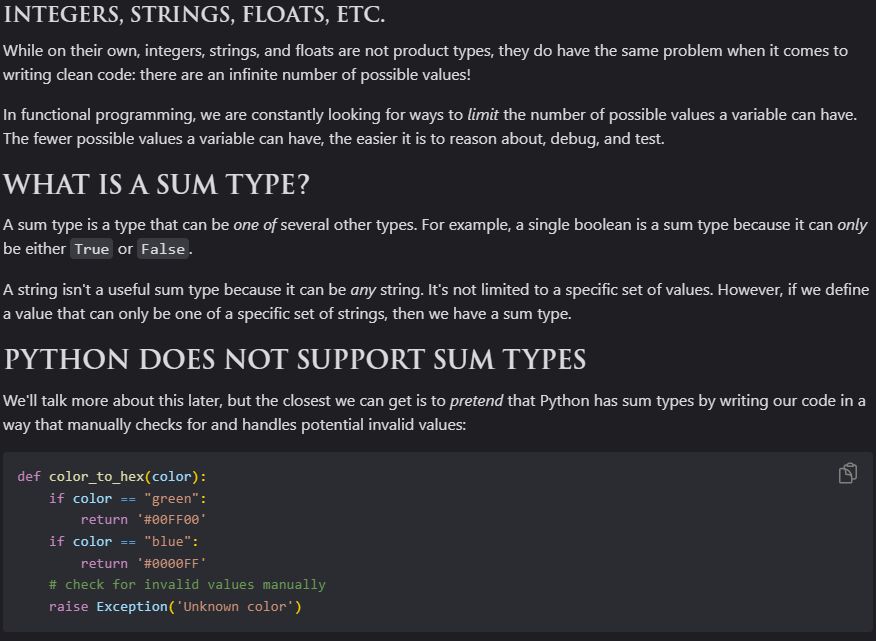 INTEGERS, STRINGS, FLOATS, ETC.
While on their own, integers, strings, and floats are not product types, they do have the same problem when it comes to
writing clean code: there are an infinite number of possible values!
In functional programming, we are constantly looking for ways to limit the number of possible values a variable can have.
The fewer possible values a variable can have, the easier it is to reason about, debug, and test.
WHAT IS A SUM TYPE?
A sum type is a type that can be one of several other types. For example, a single boolean is a sum type because it can only
be either True or False.
A string isn't a useful sum type because it can be any string. It's not limited to a specific set of values. However, if we define
a value that can only be one of a specific set of strings, then we have a sum type.
PYTHON DOES NOT SUPPORT SUM TYPES
We'll talk more about this later, but the closest we can get is to pretend that Python has sum types by writing our code in a
way that manually checks for and handles potential invalid values:
def color_to_hex(color):
    if color == "green":
        return '#00FF00'
    if color == "blue":
        return '#0000FF'
    # check for invalid values manually
    raise Exception('Unknown color')